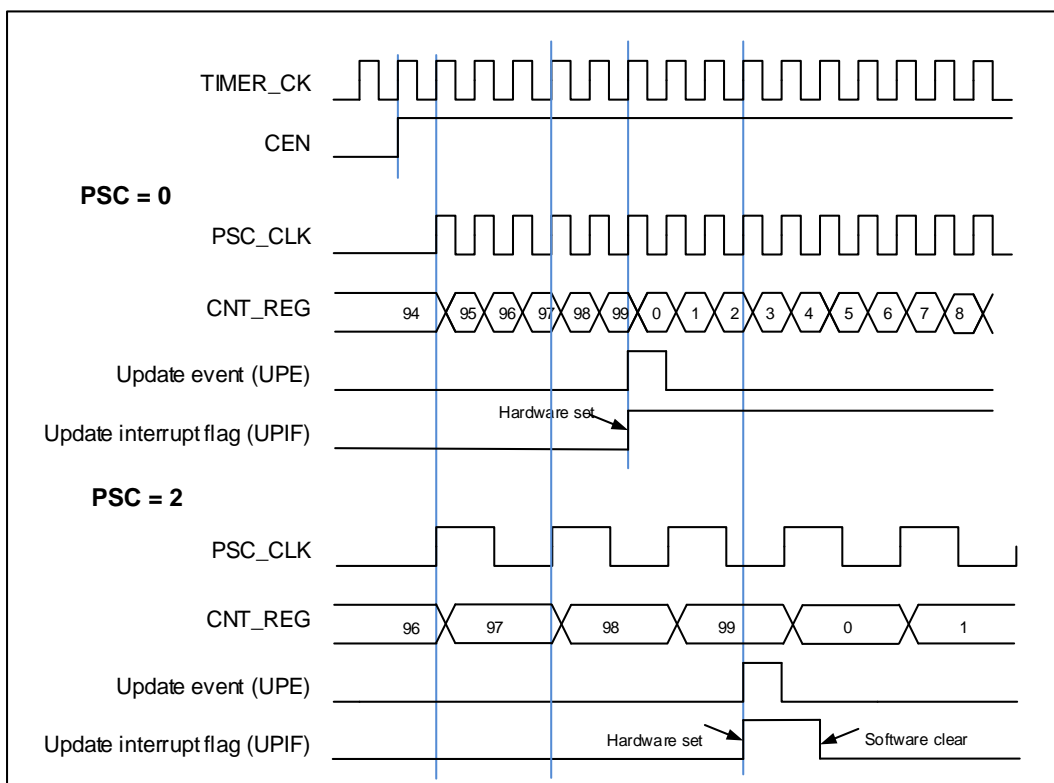 TIMER_CK
CEN
PSC = 0
PSC_CLK
CNT_REG 94 95 96 97 98 99 0 1 2 3 4 5 6 7 8
Update event (UPE)
Hardware set
Update interrupt flag (UPIF)
PSC = 2
PSC_CLK
CNT_REG 96 97 98 99 0 1
Update event (UPE)
Update interrupt flag (UPIF) Hardware set Software clear